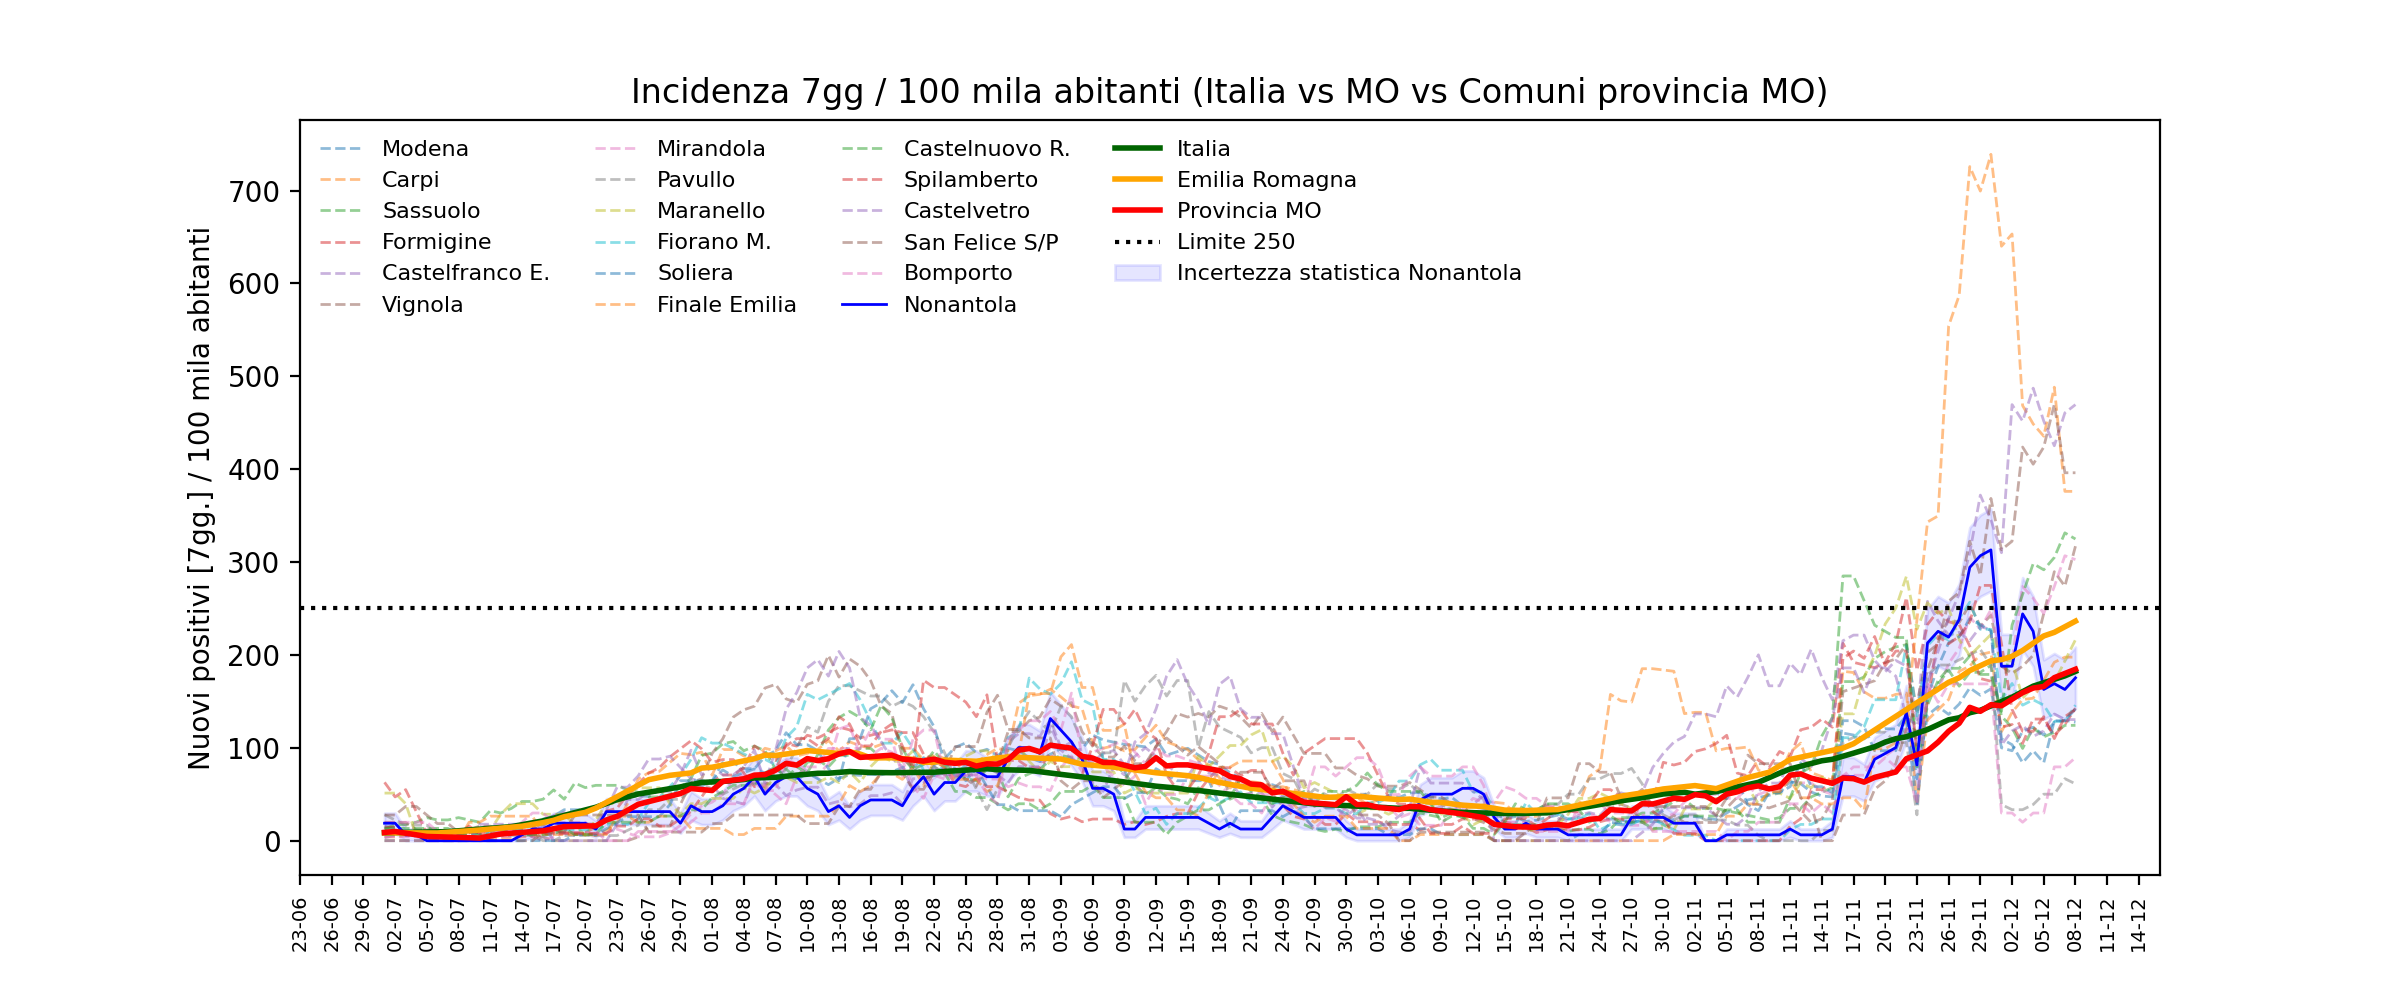 Incidenza 7gg / 100 mila abitanti (Italia vs MO vs Comuni provincia MO)
Nuovi positivi [7gg.] / 100 mila abitanti
700
600
500
400
300
200
100
0
Modena
Carpi
Sassuolo
Formigine
Castelfranco E.
Vignola
Mirandola
Pavullo
Maranello
Fiorano M.
Soliera
Finale Emilia
Castelnuovo R.
Spilamberto
Castelvetro
San Felice S/P
Bomporto
Nonantola
Italia
Emilia Romagna
Provincia MO
Limite 250
Incertezza statistica Nonantola
23-06
26-06
29-06
02-07
05-07
08-07
11-07
14-07
17-07
20-07
23-07
26-07
29-07
01-08
04-08
07-08
10-08
13-08
16-08
19-08
22-08
25-08
28-08
31-08
03-09
06-09
09-09
12-09
15-09
18-09
21-09
24-09
27-09
30-09
03-10
06-10
09-10
12-10
15-10
18-10
21-10
24-10
27-10
30-10
02-11
05-11
08-11
11-11
14-11
17-11
20-11
23-11
26-11
29-11
02-12
05-12
08-12
11-12
14-12